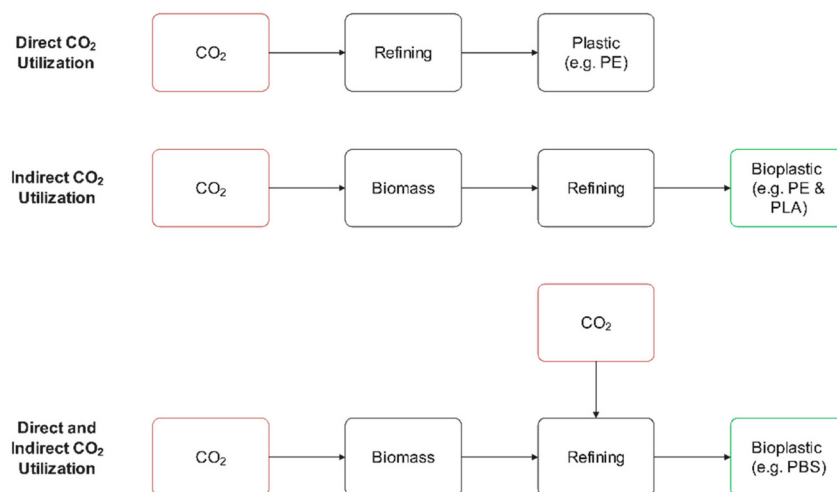 Direct CO₂
Utilization
CO₂
Refining
Plastic
(e.g. PE)
Indirect CO₂
Utilization
CO₂
Biomass
Refining
Bioplastic
(e.g. PE &
PLA)
CO₂
Direct and
Indirect CO₂
Utilization
CO₂
Biomass
Refining
Bioplastic
(e.g. PBS)